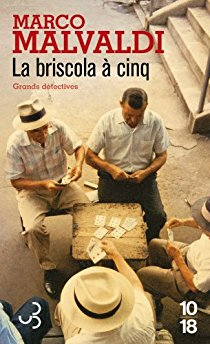 MARCO
MALVALDI
La briscola à cinq
Grands détectives
10
18